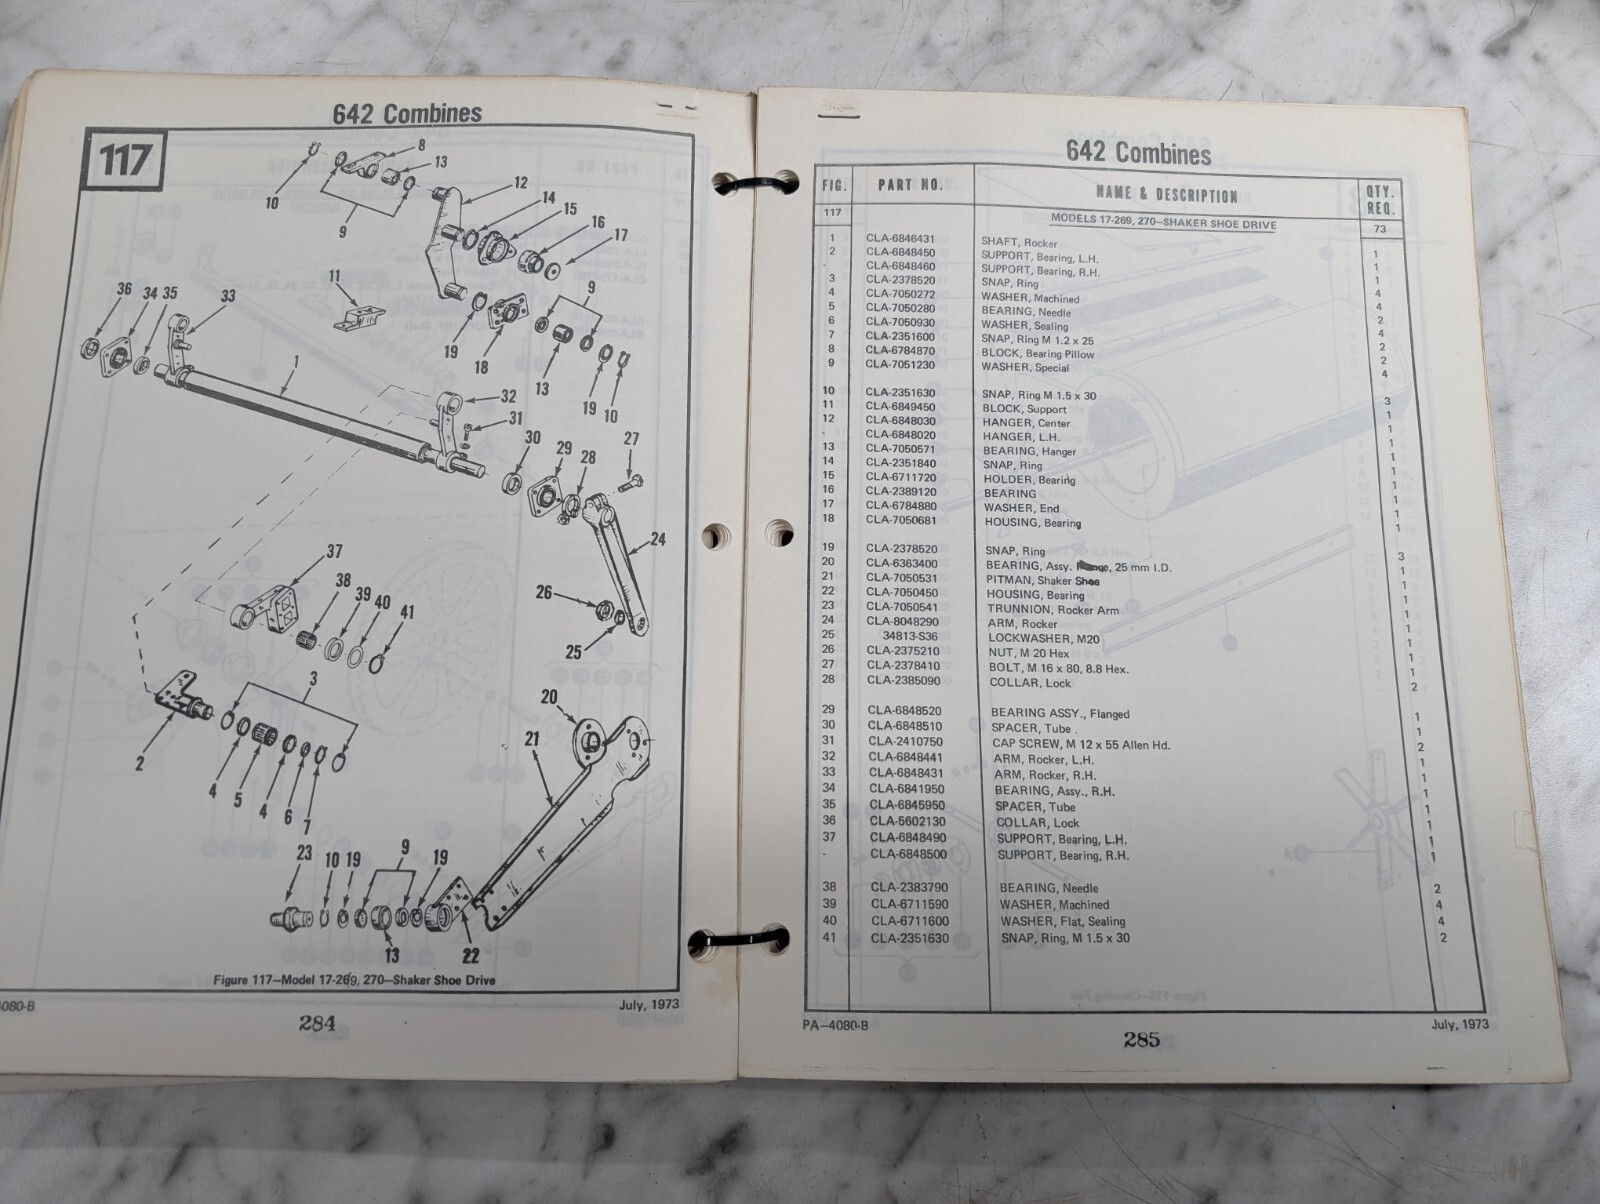 642 Combines
117
8
13
10
12
14
15
16
17
9
11
9
36
34
35
33
19
18
13
19
10
1
32
31
30
29
28
27
24
37
38
39
40
41
26
25
3
20
21
2
4
5
4
6
7
23
10
19
9
19
13
22
Figure 117—Model 17-269, 270—Shaker Shoe Drive
4080-B
July, 1973
284
642 Combines
FIG. PART NO. NAME & DESCRIPTION QTY. REQ.
117 MODELS 17-269, 270—SHAKER SHOE DRIVE 73
1 CLA-6846431 SHAFT, Rocker 1
2 CLA-6848450 SUPPORT, Bearing, L.H. 1
CLA-6848460 SUPPORT, Bearing, R.H. 1
3 CLA-2378520 SNAP, Ring 4
4 CLA-7050272 WASHER, Machined 4
5 CLA-7050280 BEARING, Needle 2
6 CLA-7050930 WASHER, Sealing 4
7 CLA-2351600 SNAP, Ring M 1.2 x 25 2
8 CLA-6784870 BLOCK, Bearing Pillow 2
9 CLA-7051230 WASHER, Special 4
10 CLA-2351630 SNAP, Ring M 1.5 x 30 3
11 CLA-6849450 BLOCK, Support 1
12 CLA-6848030 HANGER, Center 1
CLA-6848020 HANGER, L.H. 1
13 CLA-7050571 BEARING, Hanger 1
14 CLA-2351840 SNAP, Ring 1
15 CLA-6711720 HOLDER, Bearing 1
16 CLA-2389120 BEARING 1
17 CLA-6784880 WASHER, End 1
18 CLA-7050681 HOUSING, Bearing 1
19 CLA-2378520 SNAP, Ring 3
20 CLA-6363400 BEARING, Assy. 25 mm I.D. 1
21 CLA-7050531 PITMAN, Shaker Shoe 1
22 CLA-7050450 HOUSING, Bearing 1
23 CLA-7050541 TRUNNION, Rocker Arm 1
24 CLA-8048290 ARM, Rocker 1
25 34813-S36 LOCKWASHER, M20 1
26 CLA-2375210 NUT, M 20 Hex 1
27 CLA-2378410 BOLT, M 16 x 80, 8.8 Hex. 1
28 CLA-2385090 COLLAR, Lock 2
29 CLA-6848520 BEARING ASSY., Flanged 1
30 CLA-6848510 SPACER, Tube 1
31 CLA-2410750 CAP SCREW, M 12 x 55 Allen Hd. 2
32 CLA-6848441 ARM, Rocker, L.H. 1
33 CLA-6848431 ARM, Rocker, R.H. 1
34 CLA-6841950 BEARING, Assy., R.H. 1
35 CLA-6845950 SPACER, Tube 1
36 CLA-5602130 COLLAR, Lock 1
37 CLA-6848490 SUPPORT, Bearing, L.H. 1
CLA-6848500 SUPPORT, Bearing, R.H. 1
38 CLA-2383790 BEARING, Needle 2
39 CLA-6711590 WASHER, Machined 4
40 CLA-6711600 WASHER, Flat, Sealing 4
41 CLA-2351630 SNAP, Ring, M 1.5 x 30 2
PA—4080-B
July, 1973
285